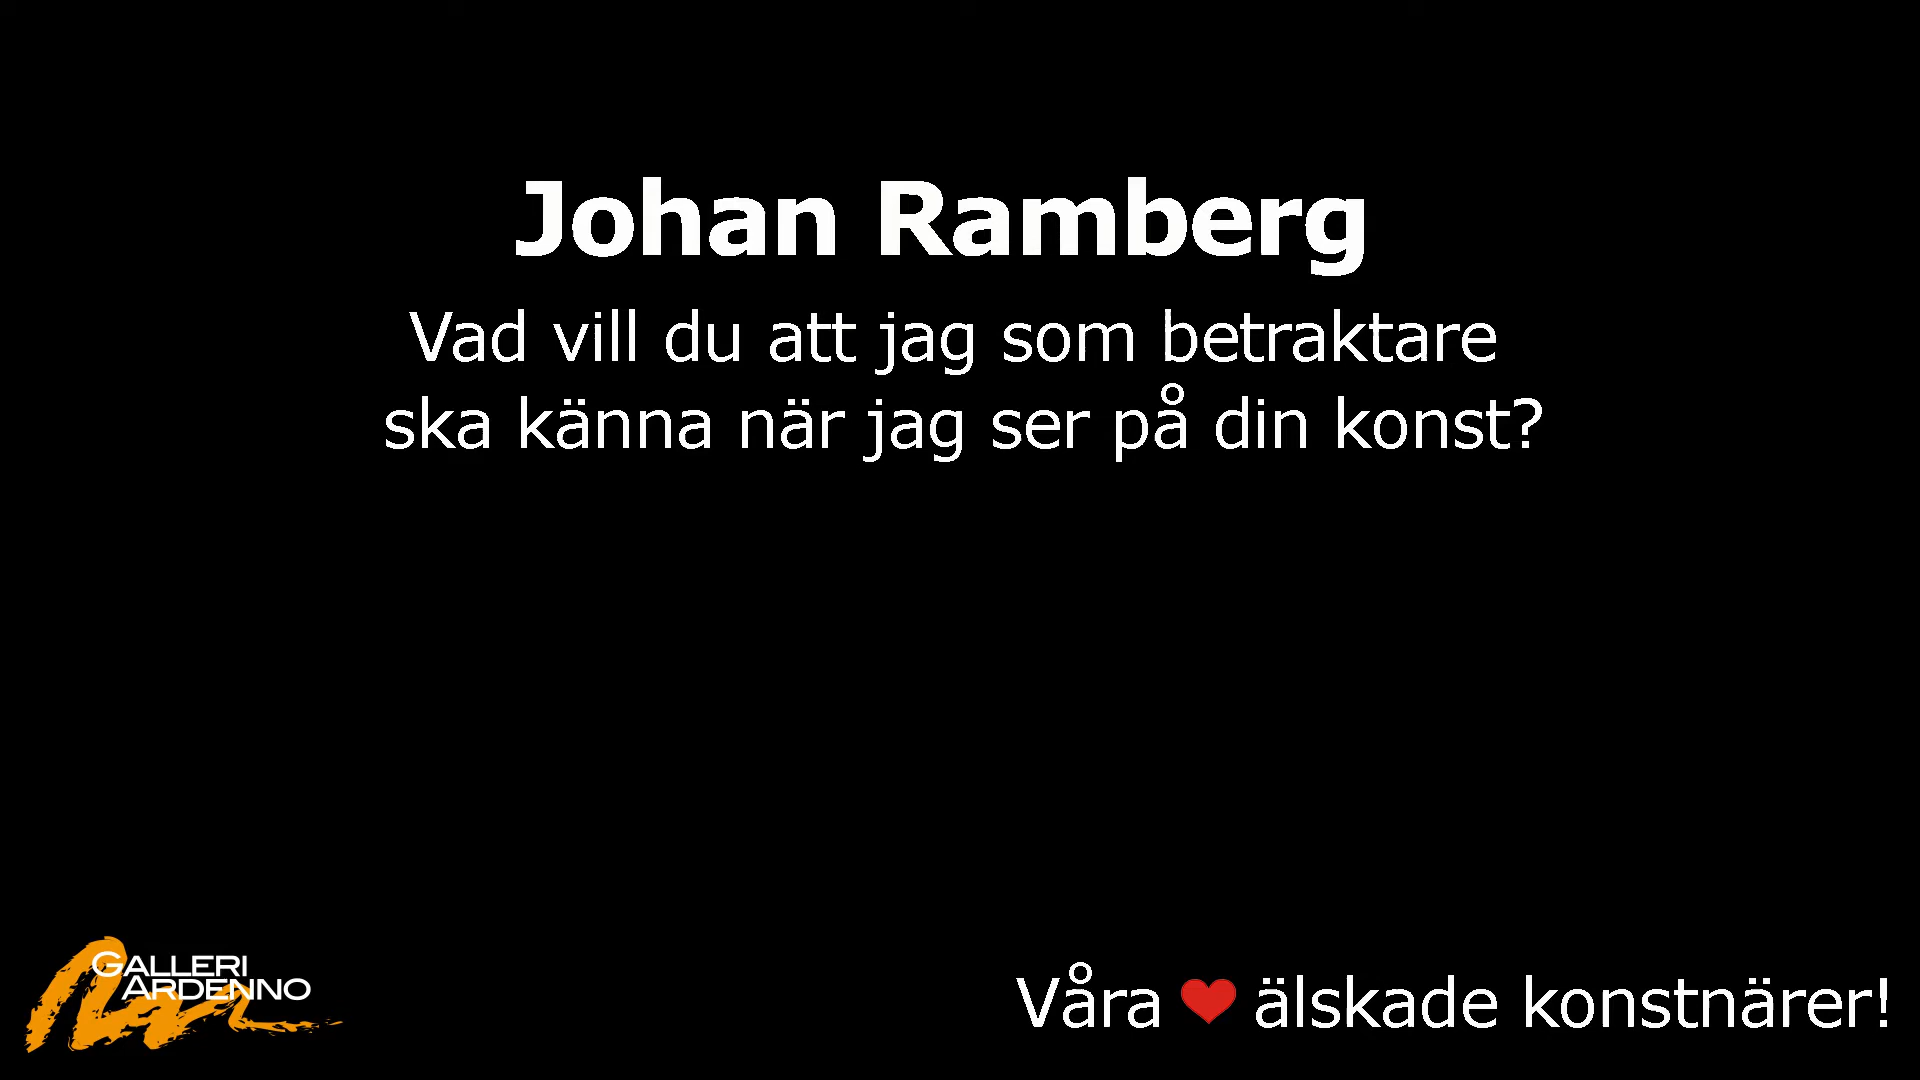 Johan Ramberg
Vad vill du att jag som betraktare
ska känna när jag ser på din konst?
GALLERI
ARDENNO
Våra ❤ älskade konstnärer!